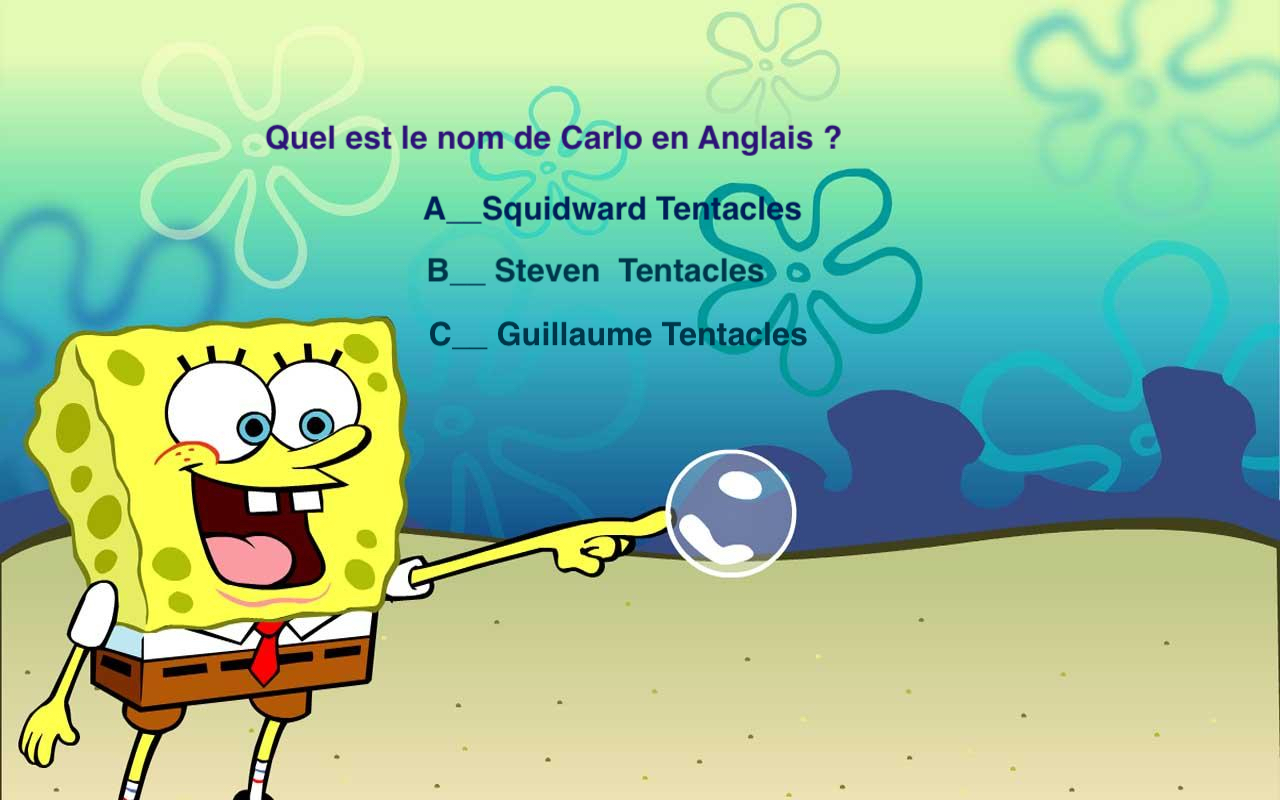 Quel est le nom de Carlo en Anglais ?
A__Squidward Tentacles
B__ Steven  Tentacles
C__ Guillaume Tentacles